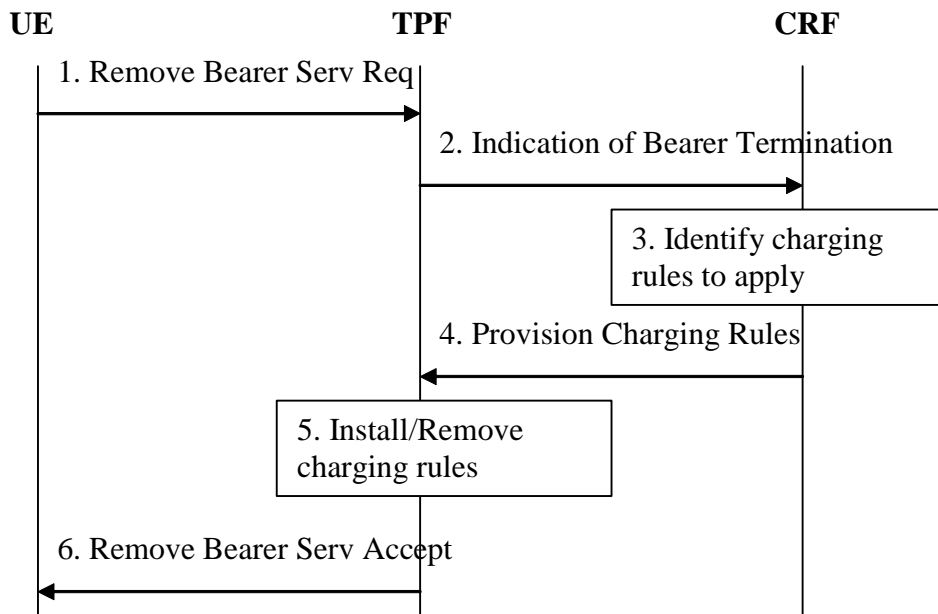 UE TPF CRF
1. Remove Bearer Serv Req
2. Indication of Bearer Termination
3. Identify charging
rules to apply
4. Provision Charging Rules
5. Install/Remove
charging rules
6. Remove Bearer Serv Accept